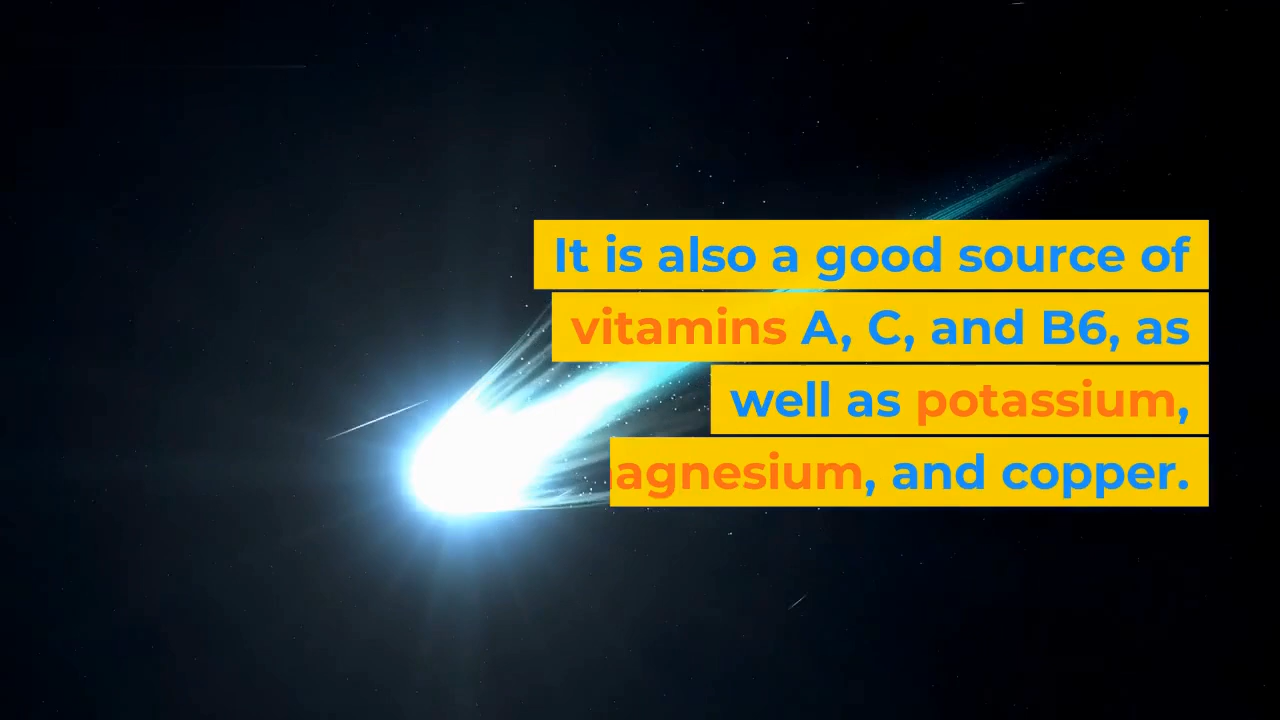 It is also a good source of
vitamins A, C, and B6, as
well as potassium,
agnesium, and copper.